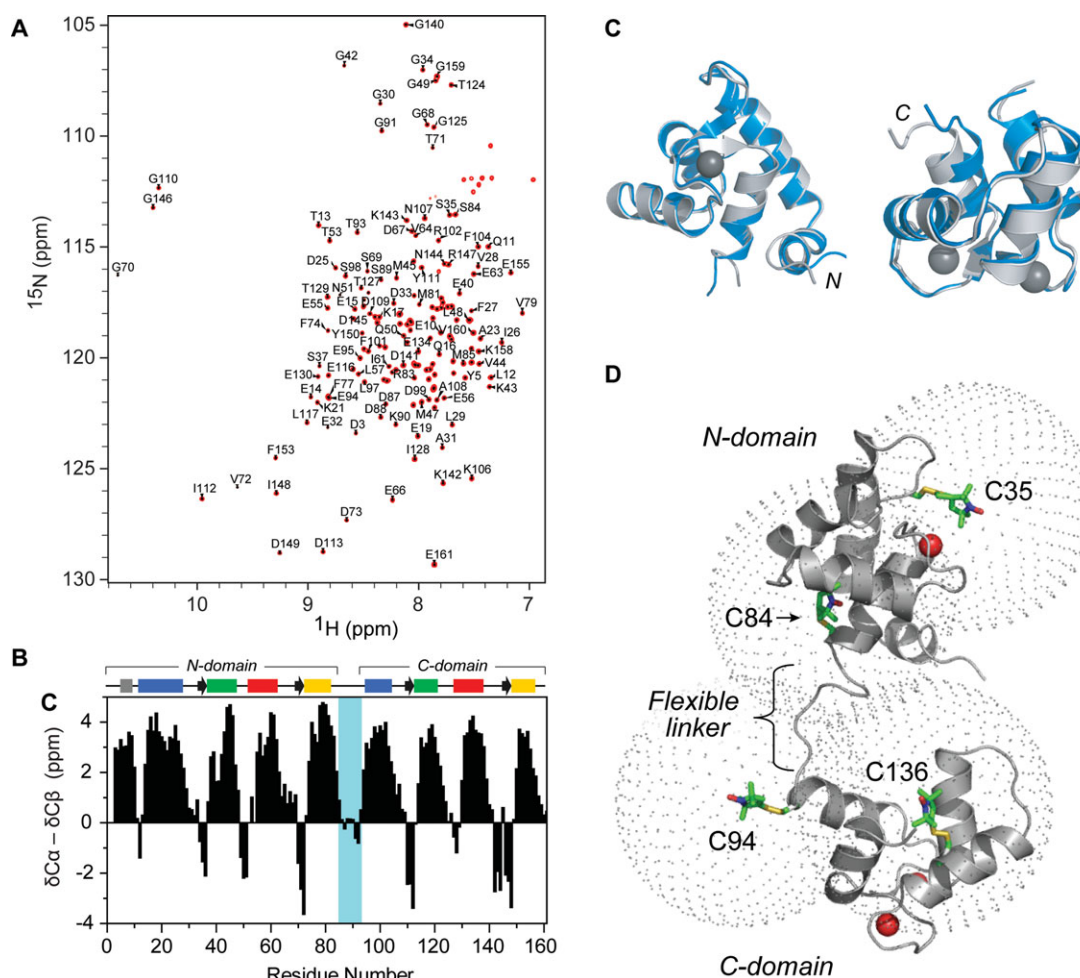 A
105
110
115
120
125
130
15N (ppm)
10
9
8
7
1H (ppm)
G140
G42
G34
G159
G49
T124
G30
G91
G68
G125
T71
G110
G146
G70
T13
T53
T93
K143
D67
N107
V64
S35
S84
R102
F104
Q11
D25
S98
S69
S89
M45
N144
R147
Y111
V28
E63
E155
T129
N51
T127
E55
E15
D109
D33
M81
E40
K17
L48
F27
V79
F74
D145
Y150
Q50
E10
V160
A23
I26
F101
E134
Q16
K158
S37
E95
I61
D141
M85
V44
E130
E116
L57
R83
Y5
L12
K43
E14
F77
L97
D99
A108
E56
K21
E94
D87
M47
L117
E32
D3
D88
K90
E19
L29
A31
F153
I128
V72
I112
I148
K142
K106
E66
D73
D149
D113
E161
B
N-domain
C-domain
C
4
2
0
-2
-4
δCα – δCβ (ppm)
0 20 40 60 80 100 120 140 160
Residue Number
C
C
N
D
N-domain
C35
C84
Flexible
linker
C136
C94
C-domain